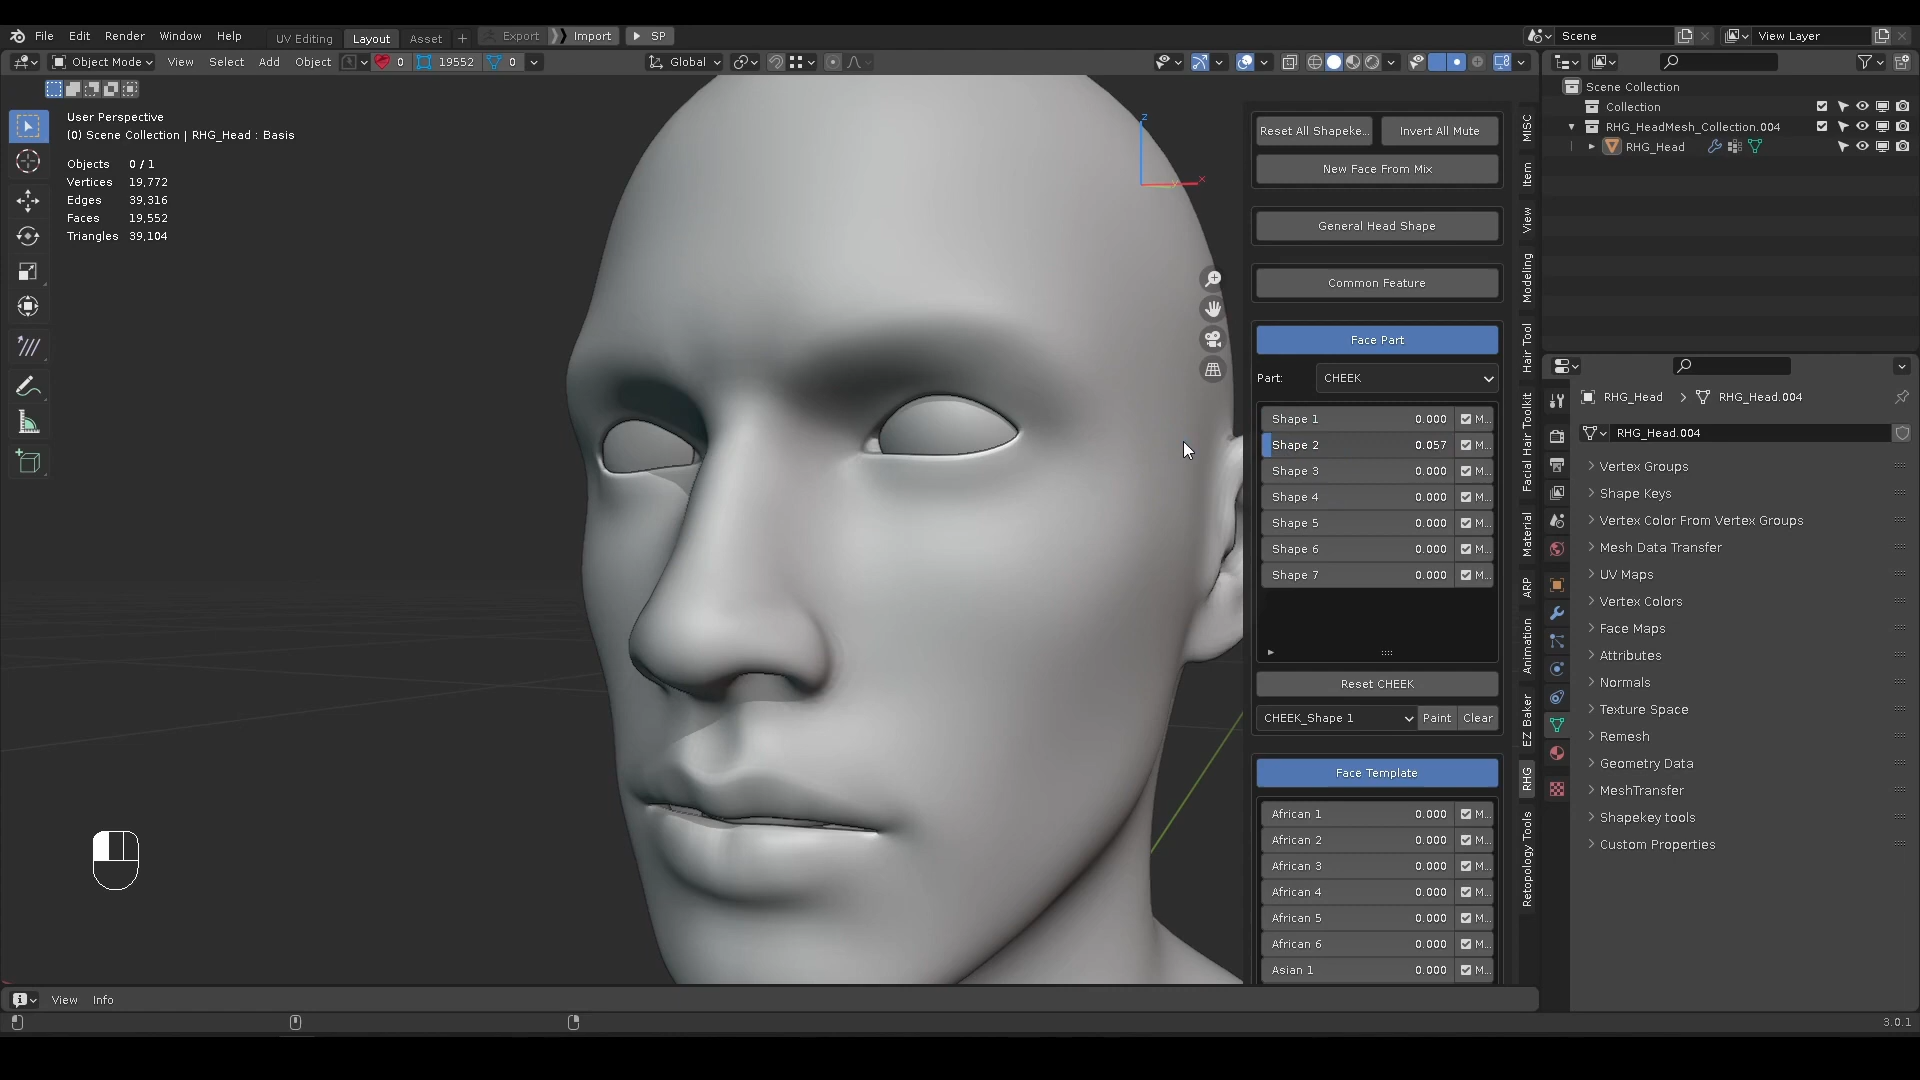 File Edit Render Window Help UV Editing Layout Asset + Export Import SP Scene View Layer
Object Mode View Select Add Object 0 19552 0 Global
User Perspective
(0) Scene Collection | RHG_Head : Basis
Objects 0 / 1
Vertices 19,772
Edges 39,316
Faces 19,552
Triangles 39,104
Z
X
Y
Reset All Shapeke... Invert All Mute
New Face From Mix
General Head Shape
Common Feature
Face Part
Part: CHEEK
Shape 1 0.000 M...
Shape 2 0.057 M...
Shape 3 0.000 M...
Shape 4 0.000 M...
Shape 5 0.000 M...
Shape 6 0.000 M...
Shape 7 0.000 M...
Reset CHEEK
CHEEK_Shape 1 Paint Clear
Face Template
African 1 0.000 M...
African 2 0.000 M...
African 3 0.000 M...
African 4 0.000 M...
African 5 0.000 M...
African 6 0.000 M...
Asian 1 0.000 M...
MISC
Item
View
Modeling
Hair Tool
Facial Hair Toolkit
Material
ARP
Animation
EZ Baker
RHG
Retopology Tools
Scene Collection
Collection
RHG_HeadMesh_Collection.004
RHG_Head
RHG_Head RHG_Head.004
RHG_Head.004
Vertex Groups
Shape Keys
Vertex Color From Vertex Groups
Mesh Data Transfer
UV Maps
Vertex Colors
Face Maps
Attributes
Normals
Texture Space
Remesh
Geometry Data
MeshTransfer
Shapekey tools
Custom Properties
View Info
3.0.1